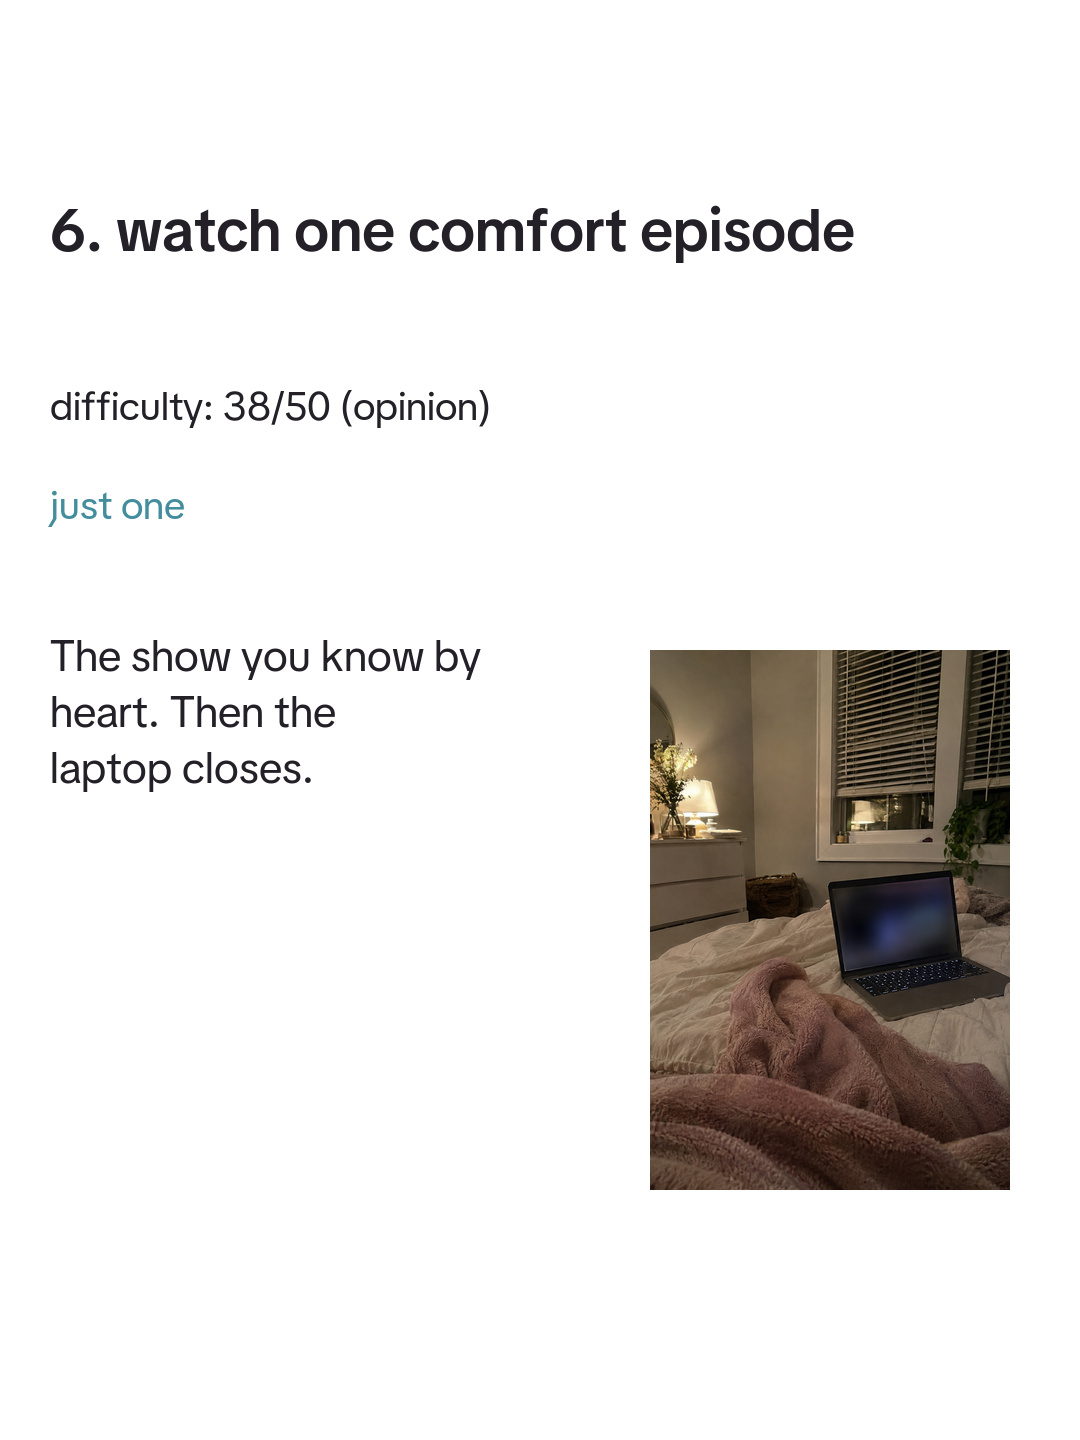 6. watch one comfort episode
difficulty: 38/50 (opinion)
just one
The show you know by
heart. Then the
laptop closes.